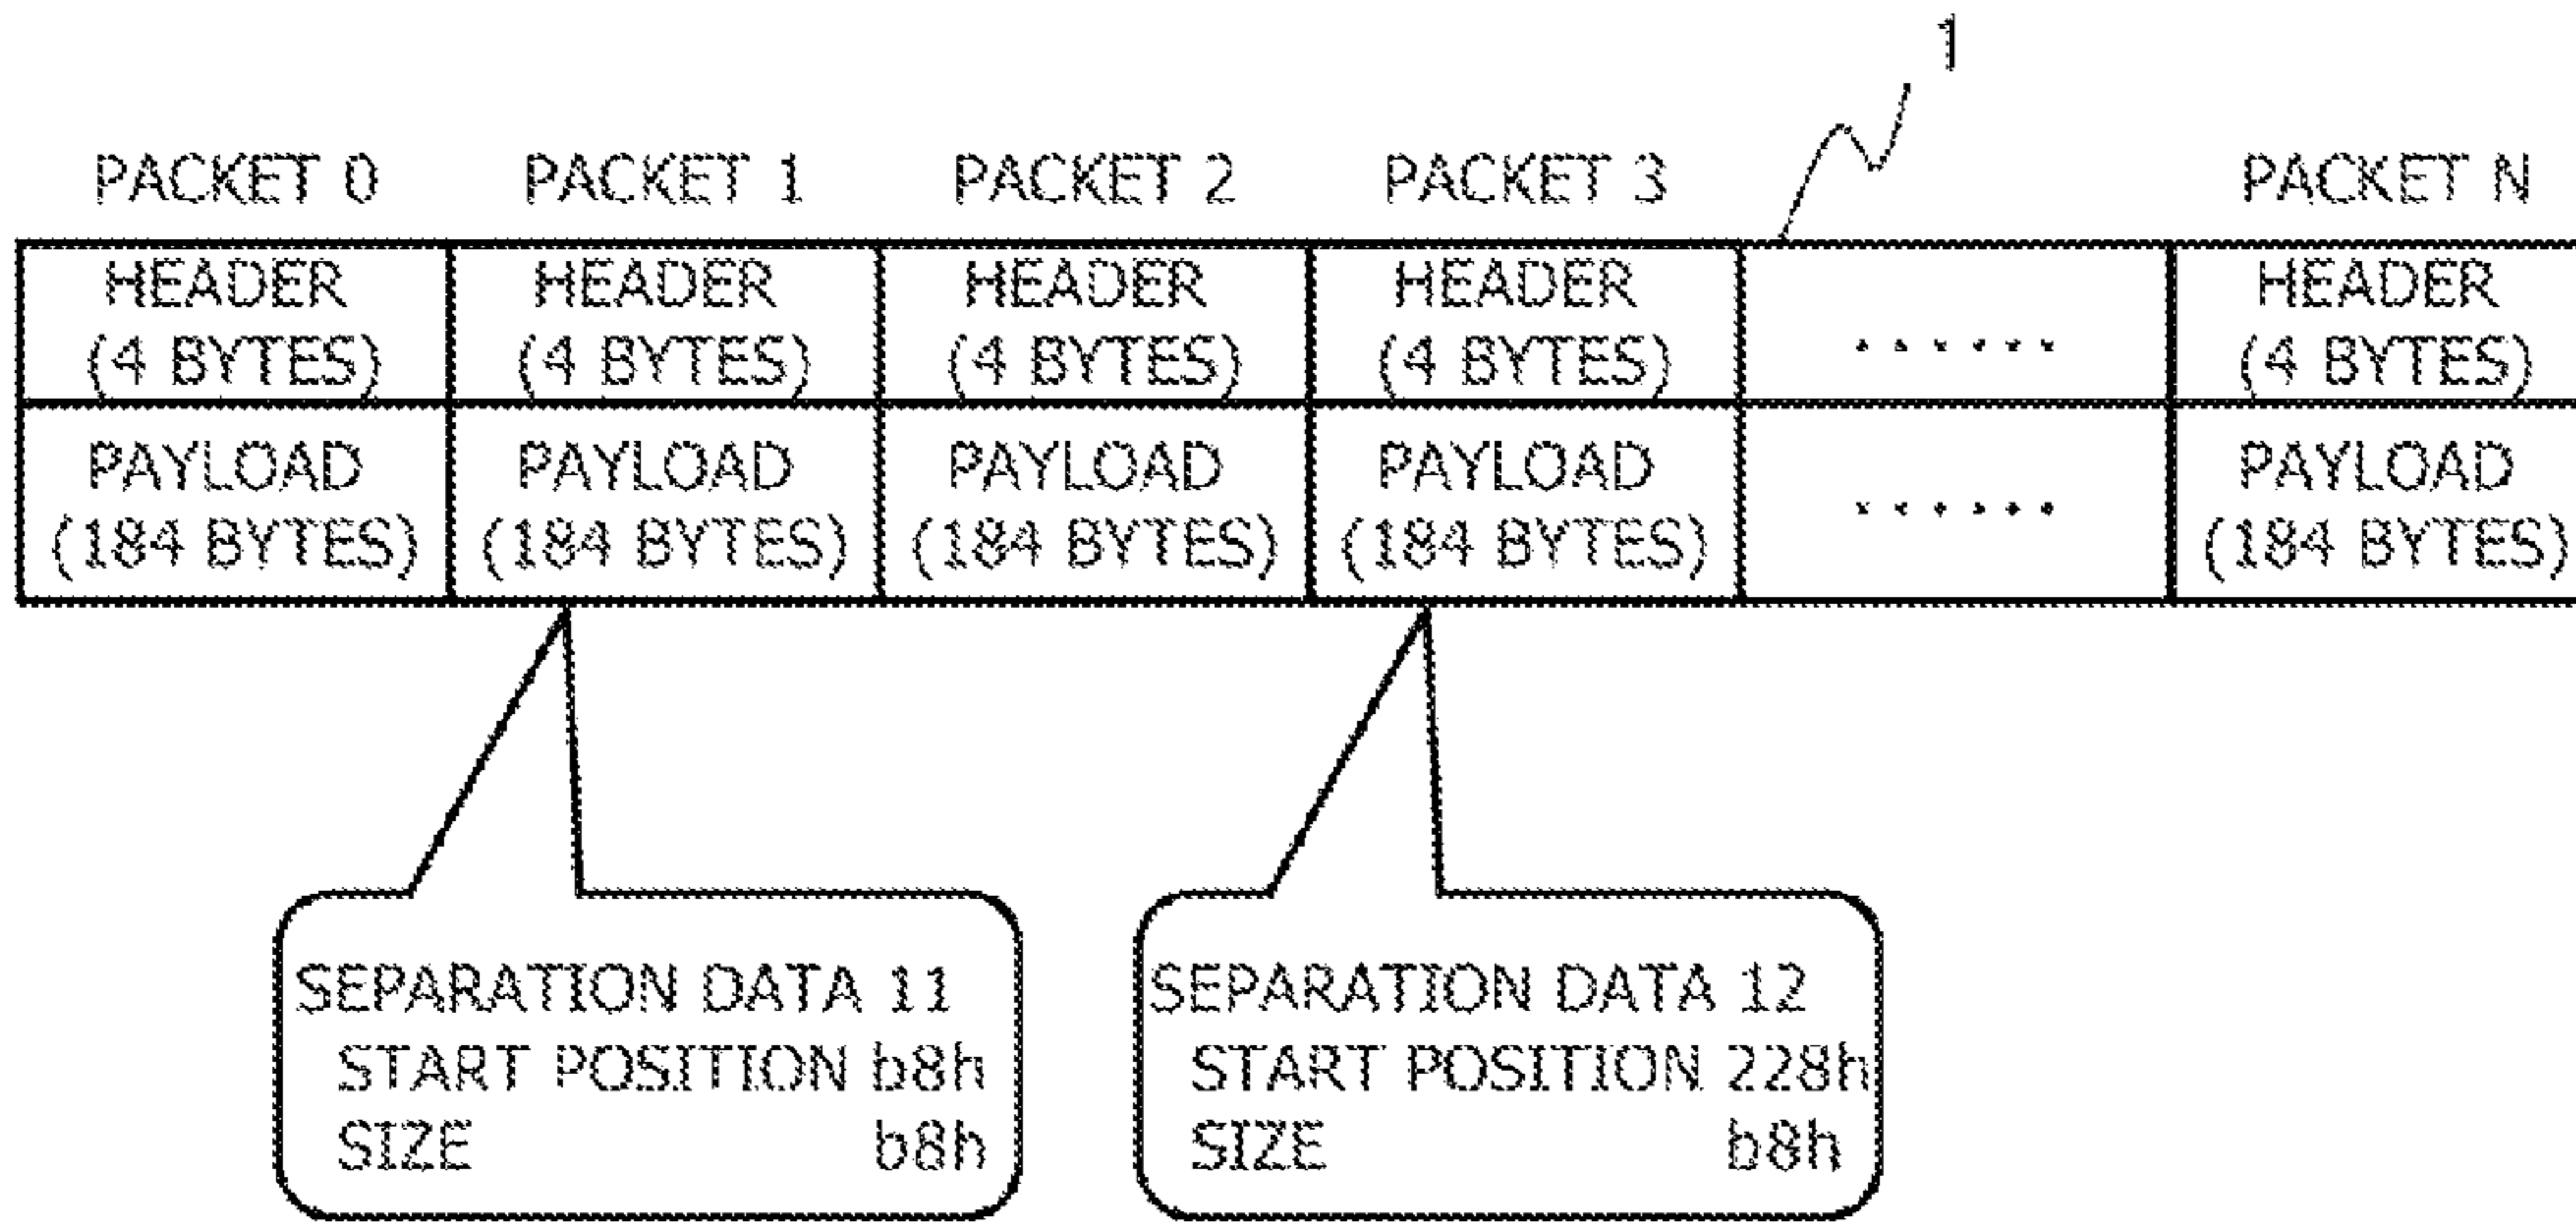 1
PACKET 0 PACKET 1 PACKET 2 PACKET 3 PACKET N
HEADER HEADER HEADER HEADER HEADER
(4 BYTES) (4 BYTES) (4 BYTES) (4 BYTES) ...... (4 BYTES)
PAYLOAD PAYLOAD PAYLOAD PAYLOAD PAYLOAD
(184 BYTES) (184 BYTES) (184 BYTES) (184 BYTES) ...... (184 BYTES)
SEPARATION DATA 11
START POSITION b8h
SIZE b8h
SEPARATION DATA 12
START POSITION 228h
SIZE b8h